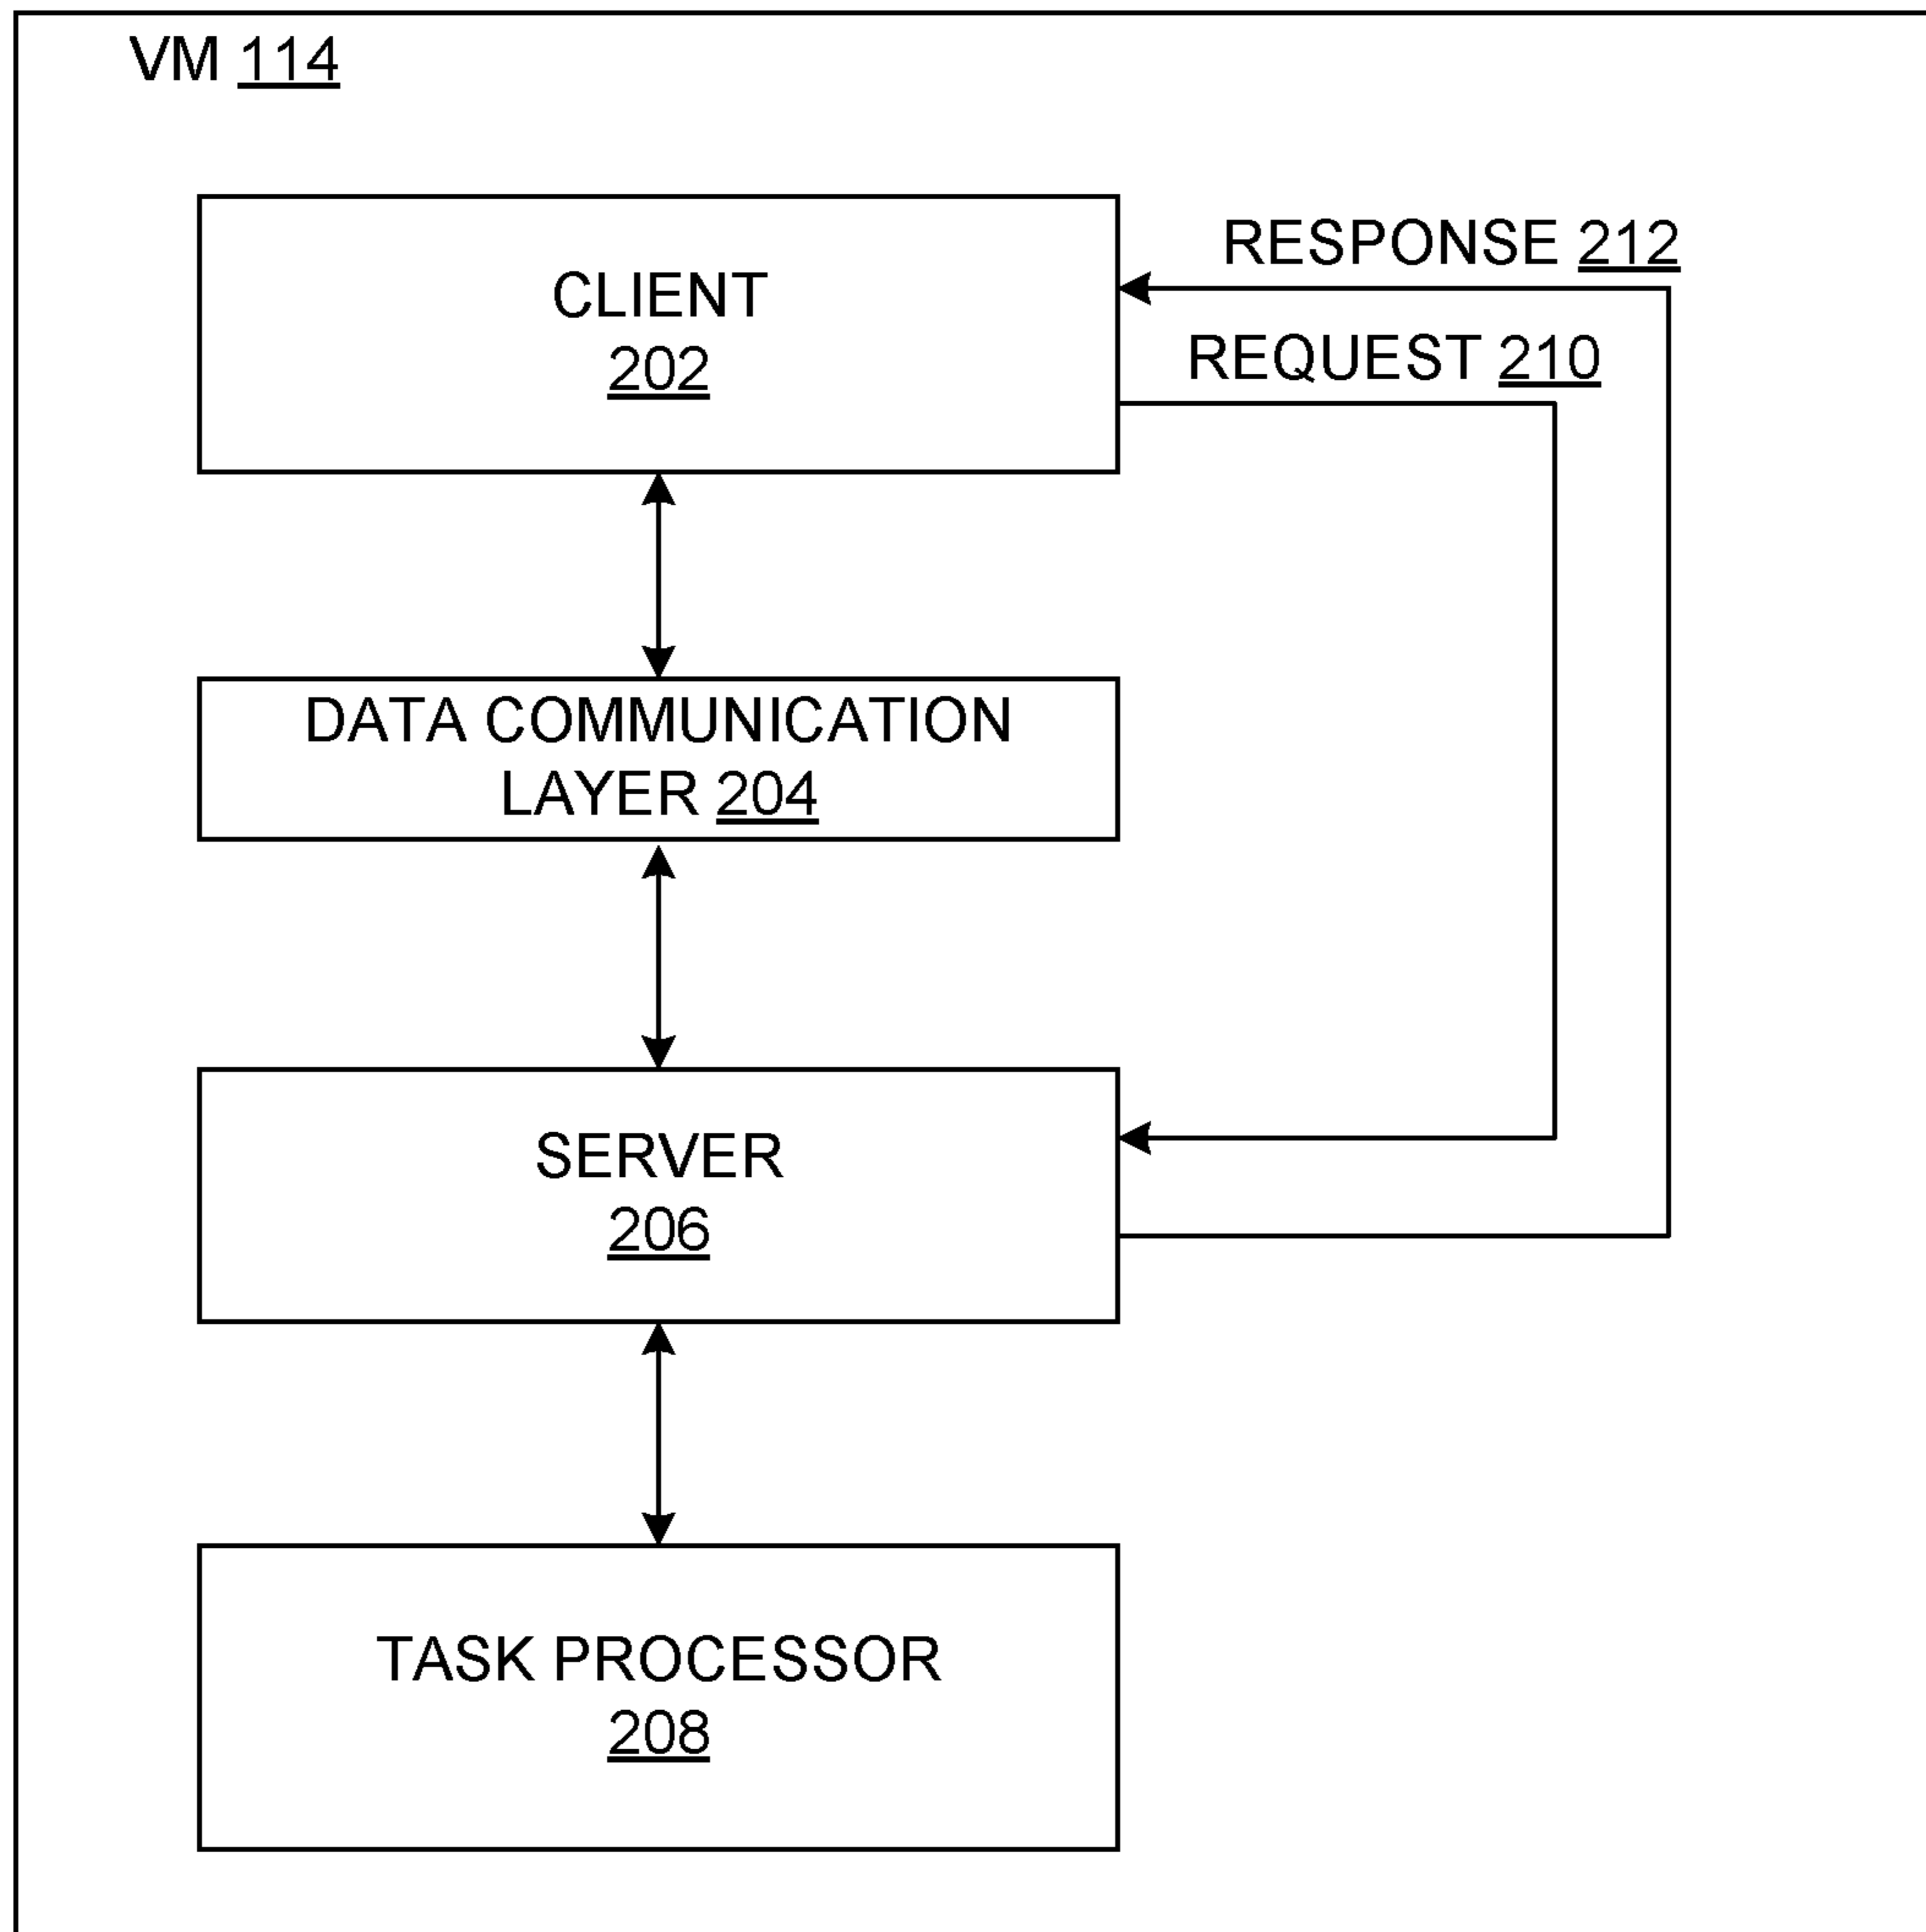 VM 114
RESPONSE 212
CLIENT
202
REQUEST 210
DATA COMMUNICATION
LAYER 204
SERVER
206
TASK PROCESSOR
208